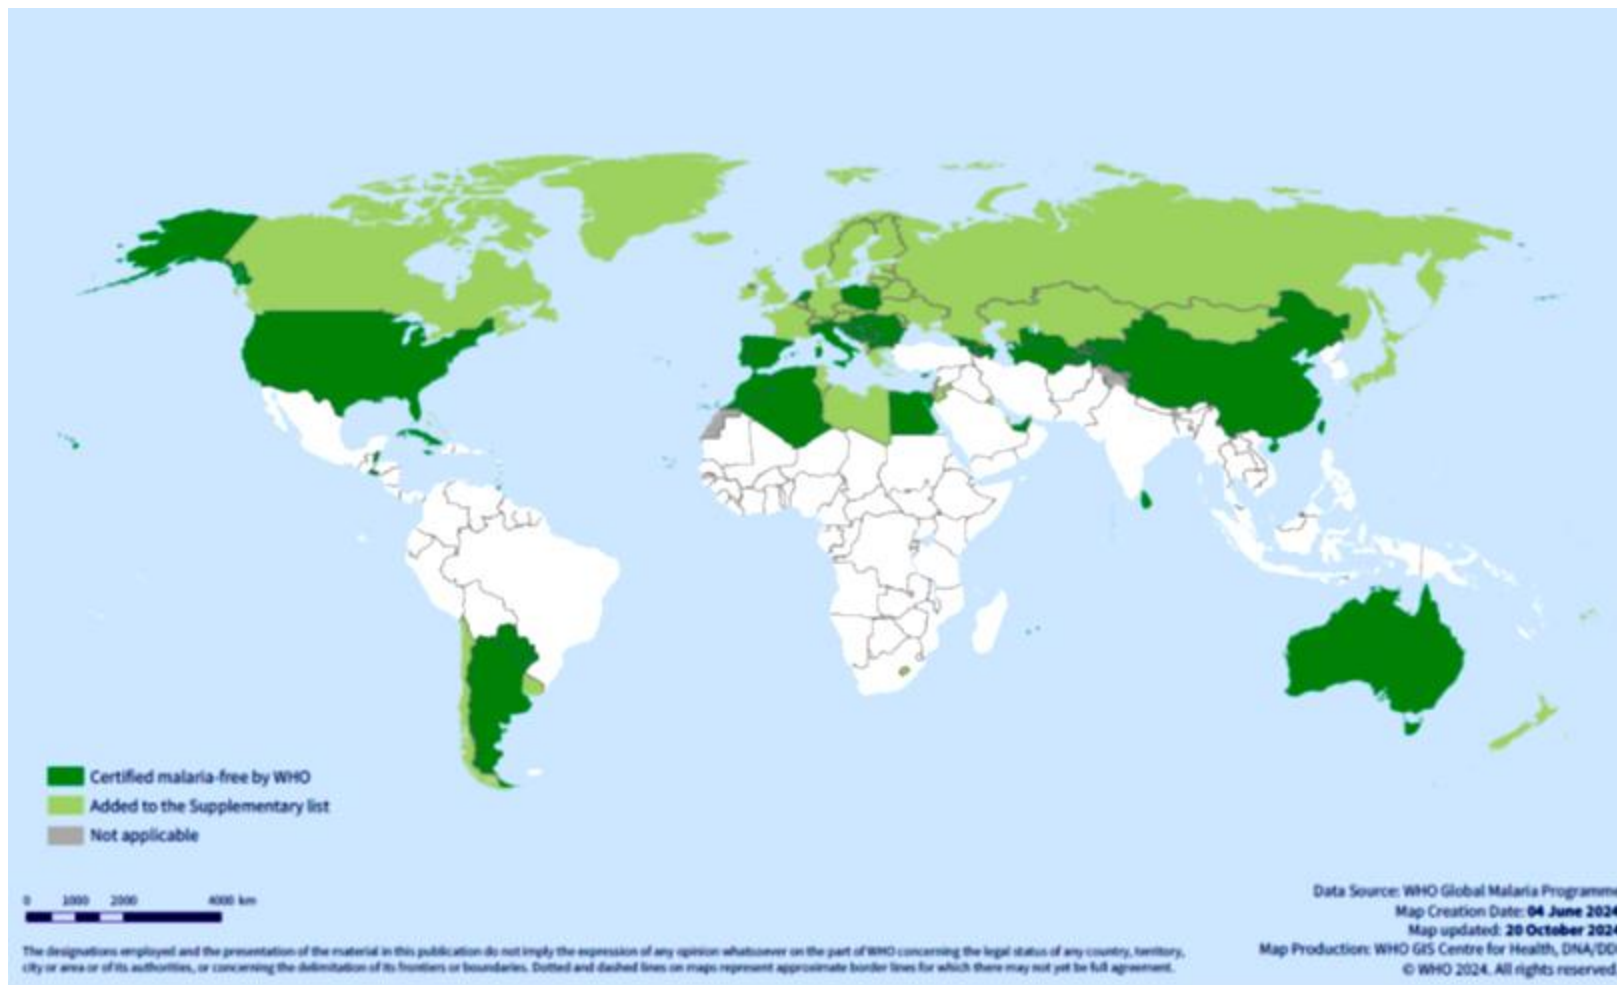 Certified malaria-free by WHO
Added to the Supplementary list
Not applicable
0 1000 2000 4000 km
Data Source: WHO Global Malaria Programme
Map Creation Date: 04 June 2024
Map updated: 20 October 2024
Map Production: WHO GIS Centre for Health, DNA/DDI
© WHO 2024. All rights reserved.
The designations employed and the presentation of the material in this publication do not imply the expression of any opinion whatsoever on the part of WHO concerning the legal status of any country, territory,
city or area or of its authorities, or concerning the delimitation of its frontiers or boundaries. Dotted and dashed lines on maps represent approximate border lines for which there may not yet be full agreement.